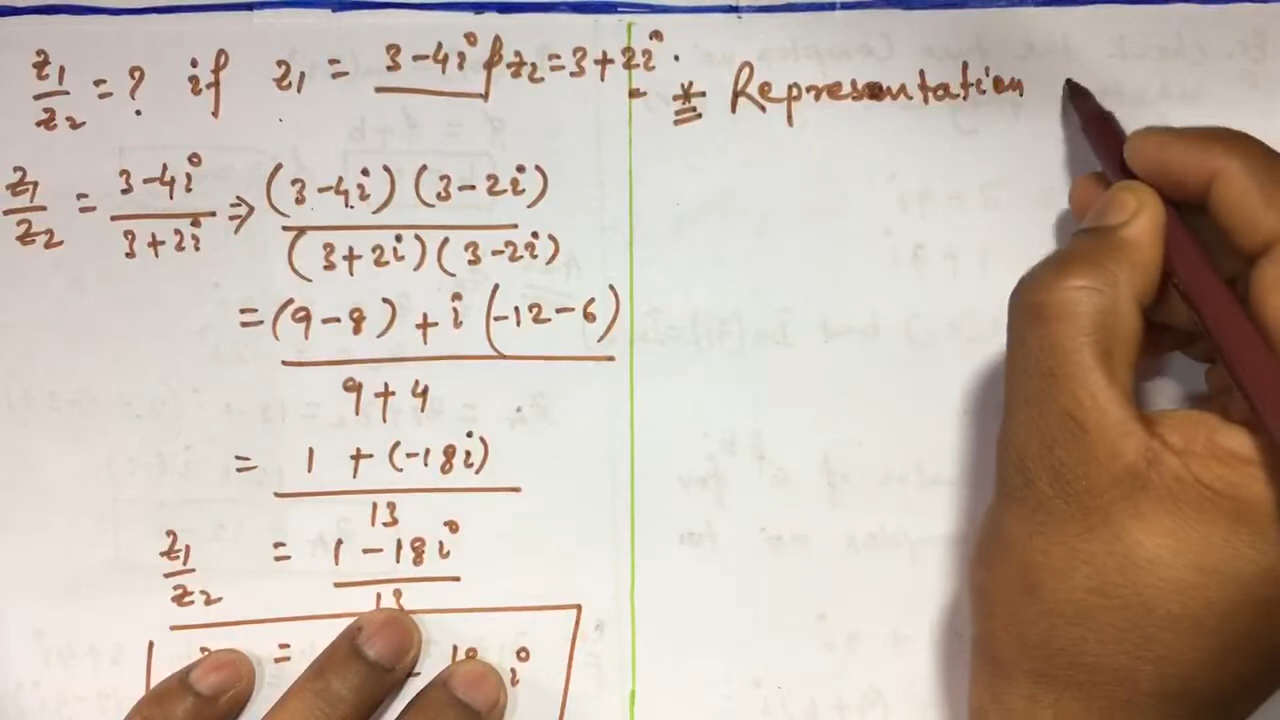 z1/z2 = ? if z1 = 3-4i & z2 = 3+2i.
z1/z2 = 3-4i / 3+2i ⇒ (3-4i)(3-2i) / (3+2i)(3-2i)
= (9-8) + i(-12-6) / 9+4
= 1 + (-18i) / 13
z1/z2 = 1-18i / 13
=
* Representation